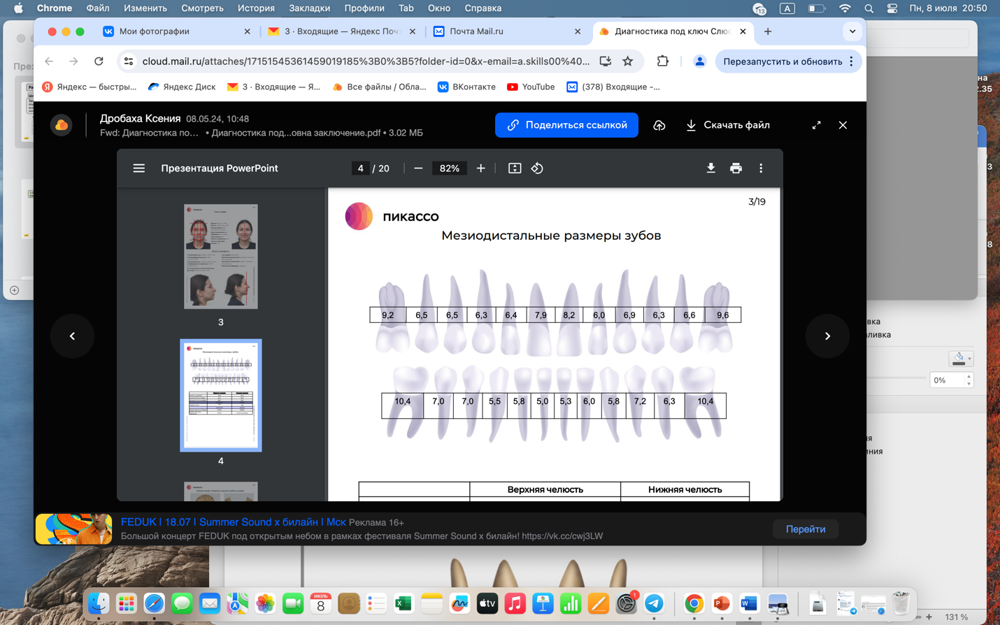 Chrome Файл Изменить Смотреть История Закладки Профили Tab Окно Справка
13 A Пн, 8 июля 20:50
Мои фотографии
3 · Входящие — Яндекс Поч
Почта Mail.ru
Диагностика под ключ Слюс
cloud.mail.ru/attaches/17151545361459019185%3B0%3B5?folder-id=0&x-email=a.skills00%40...
Перезапустить и обновить
Яндекс — быстры...
Яндекс Диск
3 · Входящие — Я...
Все файлы / Обла...
ВКонтакте
YouTube
(378) Входящие -...
Дробаха Ксения 08.05.24, 10:48
Fwd: Диагностика по... • Диагностика под...овна заключение.pdf • 3.02 МБ
Поделиться ссылкой
Скачать файл
Презентация PowerPoint
4 / 20
82%
3
4
3/19
пикассо
Мезиодистальные размеры зубов
9,2 6,5 6,5 6,3 6,4 7,9 8,2 6,0 6,9 6,3 6,6 9,6
10,4 7,0 7,0 5,5 5,8 5,0 5,3 6,0 5,8 7,2 6,3 10,4
Верхняя челюсть Нижняя челюсть
FEDUK | 18.07 | Summer Sound х билайн | Мск Реклама 16+
Большой концерт FEDUK под открытым небом в рамках фестиваля Summer Sound х билайн! https://vk.cc/cwj3LW
Перейти
0%
131 %
ИЮЛЬ
8
tv
1